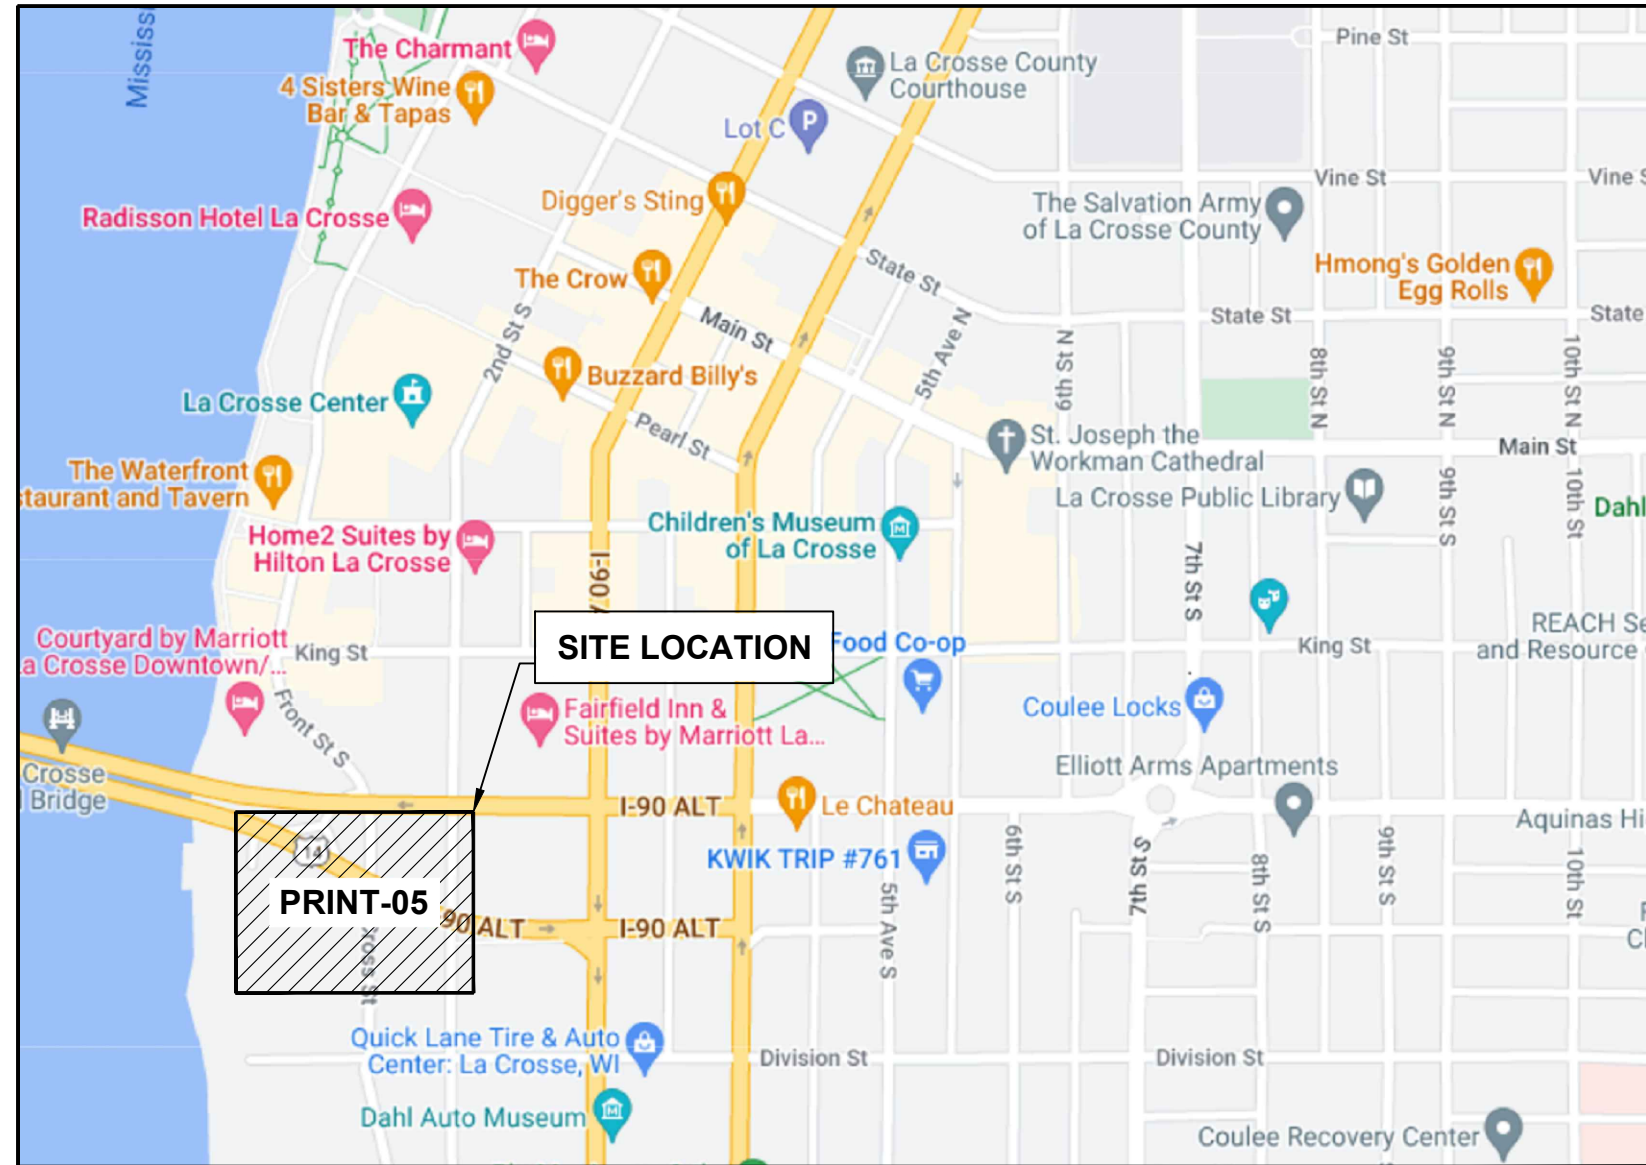 Mississ
The Charmant
4 Sisters Wine
Bar & Tapas
La Crosse County
Courthouse
Pine St
Lot C
P
Radisson Hotel La Crosse
Digger's Sting
The Salvation Army
of La Crosse County
Vine St
Vine S
The Crow
State St
Hmong's Golden
Egg Rolls
2nd St S
Main St
5th Ave N
State St
State
6th St N
8th St N
9th St N
10th St N
La Crosse Center
Buzzard Billy's
Pearl St
St. Joseph the
Workman Cathedral
Main St
The Waterfront
taurant and Tavern
La Crosse Public Library
9th St S
10th St
Dahl
Home2 Suites by
Hilton La Crosse
I-90 A
Children's Museum
of La Crosse
7th St S
Courtyard by Marriott
a Crosse Downtown/...
King St
SITE LOCATION
Food Co-op
King St
REACH Se
and Resource
Front St S
Fairfield Inn &
Suites by Marriott La...
Coulee Locks
Crosse
Bridge
Elliott Arms Apartments
I-90 ALT
Le Chateau
Aquinas Hi
14
KWIK TRIP #761
6th St S
7th St S
8th St S
9th St S
10th St
PRINT-05
90 ALT
I-90 ALT
5th Ave S
ross St
Cl
Quick Lane Tire & Auto
Center: La Crosse, WI
Division St
Division St
Dahl Auto Museum
Coulee Recovery Center